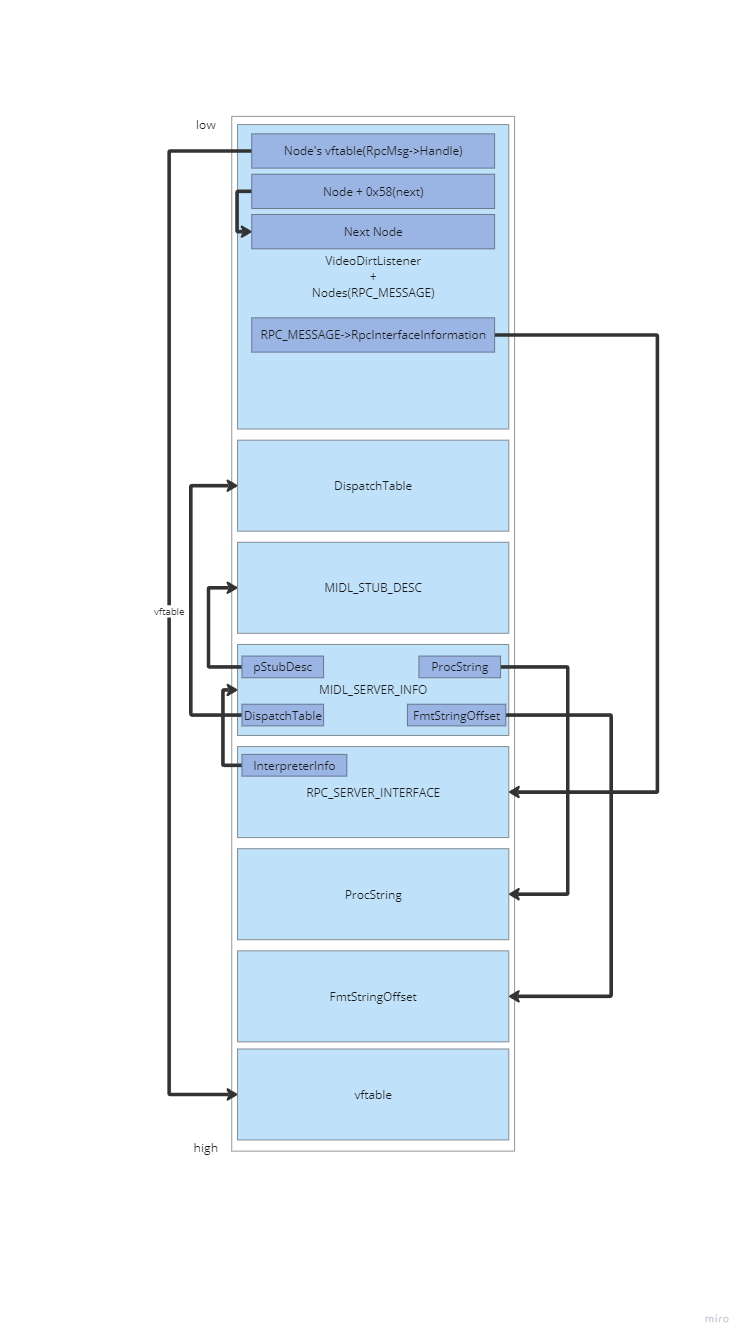 low
Node's vftable(RpcMsg->Handle)
Node + 0x58(next)
Next Node
VideoDirtListener
+
Nodes(RPC_MESSAGE)
RPC_MESSAGE->RpcInterfaceInformation
DispatchTable
MIDL_STUB_DESC
vftable
pStubDesc
ProcString
MIDL_SERVER_INFO
DispatchTable
FmtStringOffset
InterpreterInfo
RPC_SERVER_INTERFACE
ProcString
FmtStringOffset
vftable
high
miro